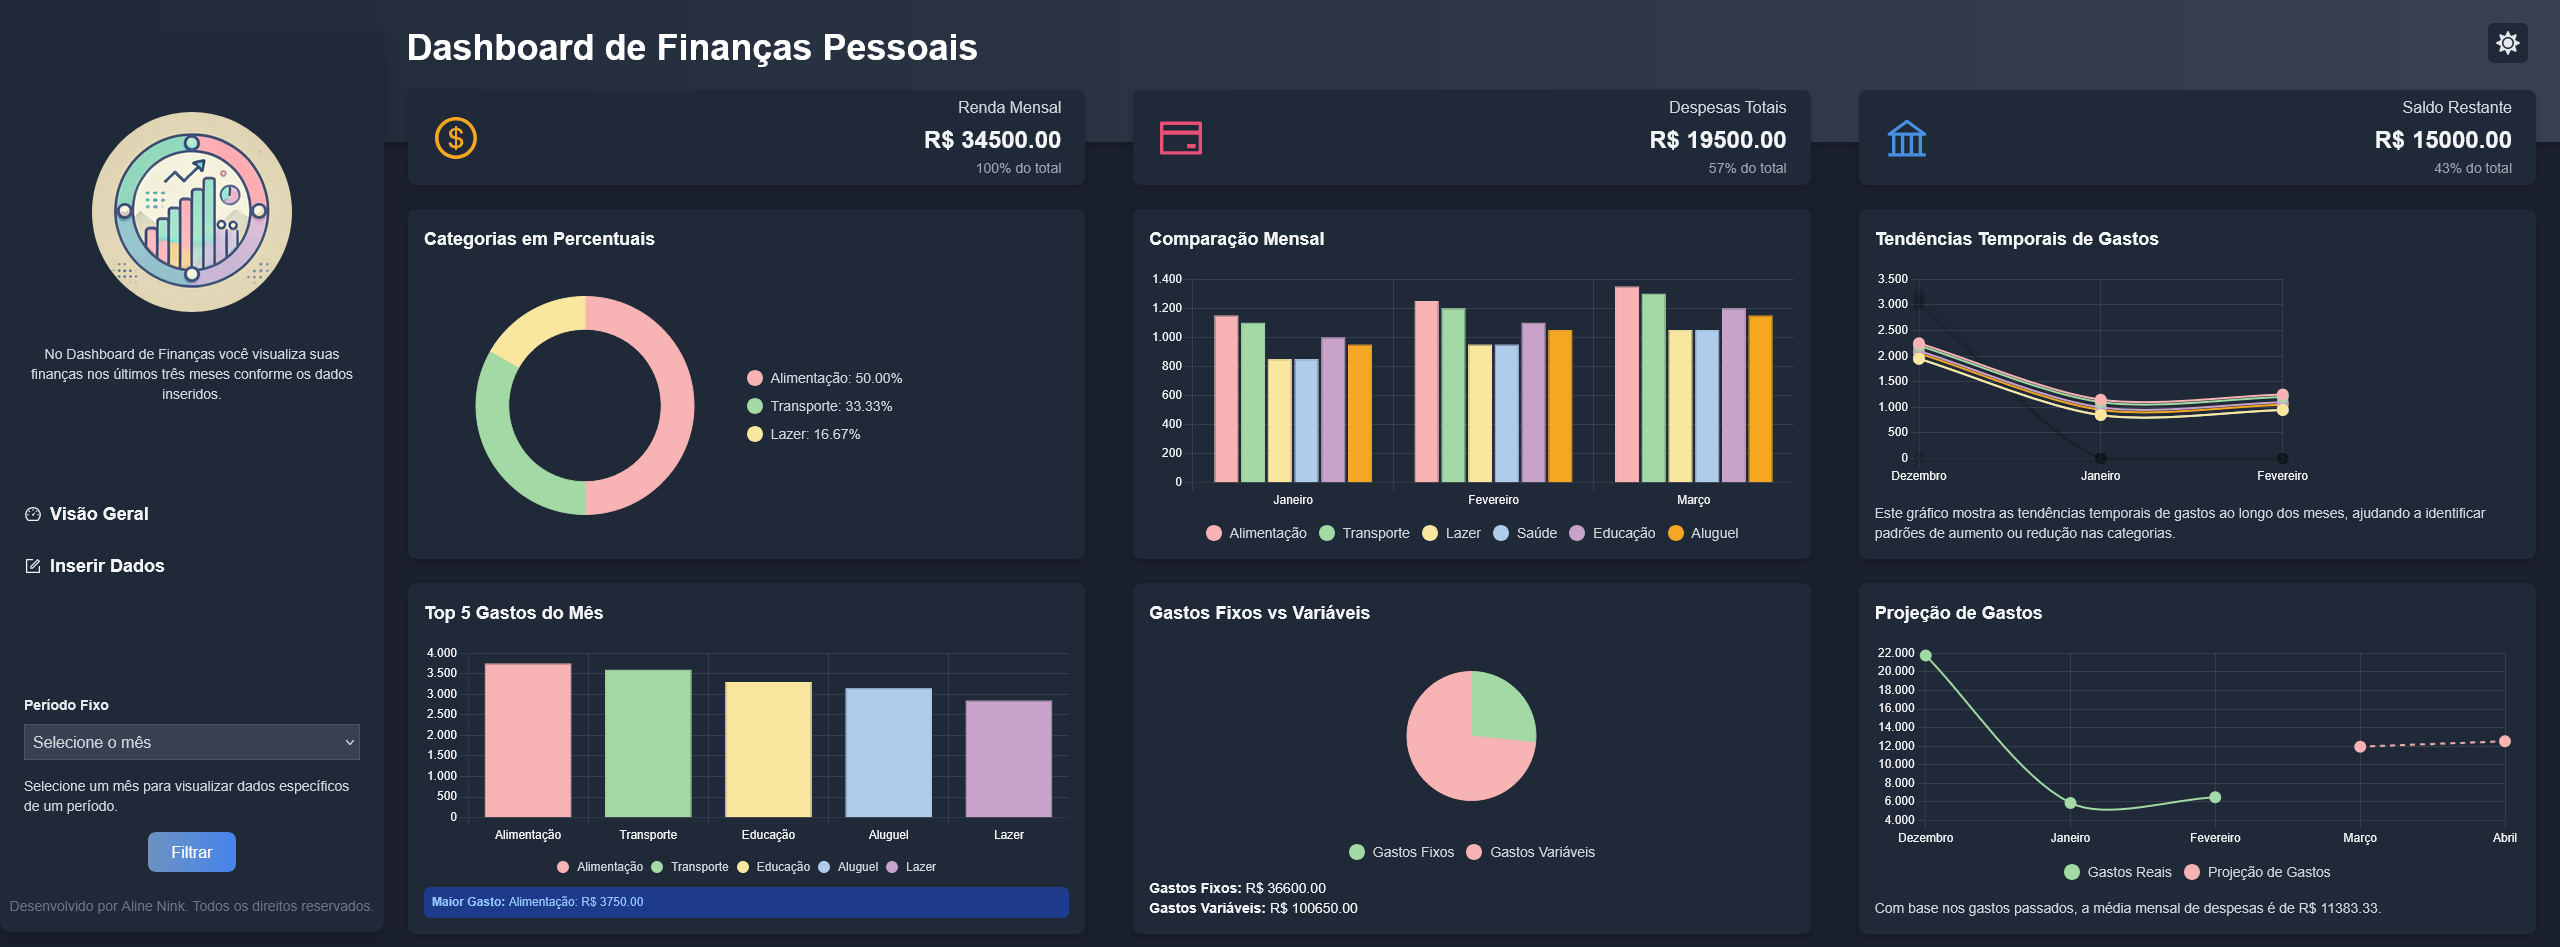 Dashboard de Finanças Pessoais
No Dashboard de Finanças você visualiza suas
finanças nos últimos três meses conforme os dados
inseridos.
Visão Geral
Inserir Dados
Período Fixo
Selecione o mês
Selecione um mês para visualizar dados específicos
de um período.
Filtrar
Desenvolvido por Aline Nink. Todos os direitos reservados.
Renda Mensal
R$ 34500.00
100% do total
Despesas Totais
R$ 19500.00
57% do total
Saldo Restante
R$ 15000.00
43% do total
Categorias em Percentuais
Alimentação: 50.00%
Transporte: 33.33%
Lazer: 16.67%
Comparação Mensal
1.400
1.200
1.000
800
600
400
200
0
Janeiro Fevereiro Março
Alimentação Transporte Lazer Saúde Educação Aluguel
Tendências Temporais de Gastos
3.500
3.000
2.500
2.000
1.500
1.000
500
0
Dezembro Janeiro Fevereiro
Este gráfico mostra as tendências temporais de gastos ao longo dos meses, ajudando a identificar
padrões de aumento ou redução nas categorias.
Top 5 Gastos do Mês
4.000
3.500
3.000
2.500
2.000
1.500
1.000
500
0
Alimentação Transporte Educação Aluguel Lazer
Alimentação Transporte Educação Aluguel Lazer
Maior Gasto: Alimentação: R$ 3750.00
Gastos Fixos vs Variáveis
Gastos Fixos Gastos Variáveis
Gastos Fixos: R$ 36600.00
Gastos Variáveis: R$ 100650.00
Projeção de Gastos
22.000
20.000
18.000
16.000
14.000
12.000
10.000
8.000
6.000
4.000
Dezembro Janeiro Fevereiro Março Abril
Gastos Reais Projeção de Gastos
Com base nos gastos passados, a média mensal de despesas é de R$ 11383.33.